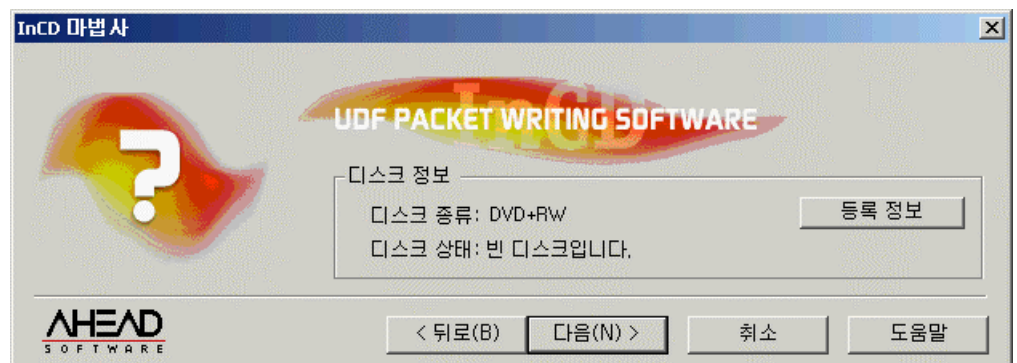 InCD 마법사
InCD
UDF PACKET WRITING SOFTWARE
디스크 정보
디스크 종류: DVD+RW
등록 정보
디스크 상태: 빈 디스크입니다.
AHEAD
SOFTWARE
< 뒤로(B)
다음(N) >
취소
도움말